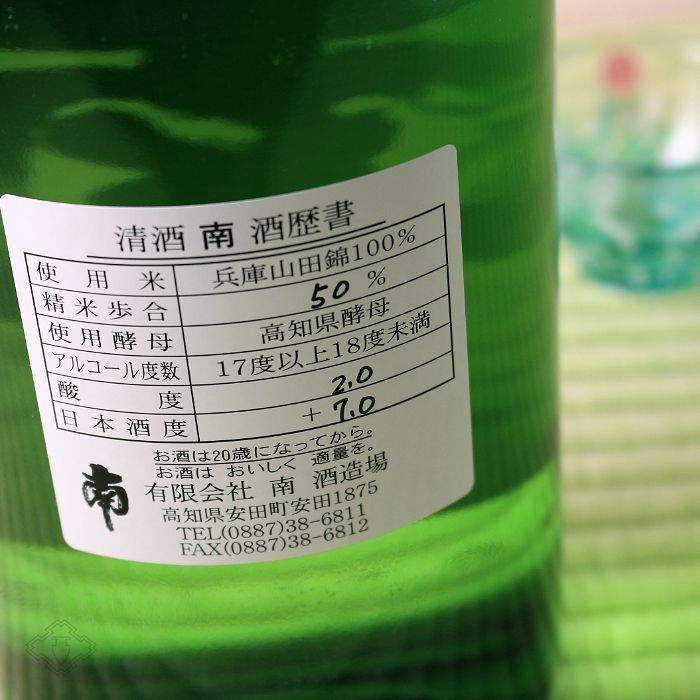 清酒 南 酒歴書
使用米 兵庫山田錦100%
精米歩合 50 %
使用酵母 高知県酵母
アルコール度数 17度以上18度未満
酸度 2.0
日本酒度 +7.0
お酒は20歳になってから。
お酒は おいしく 適量を。
南 有限会社 南 酒造場
高知県安田町安田1875
TEL(0887)38-6811
FAX(0887)38-6812